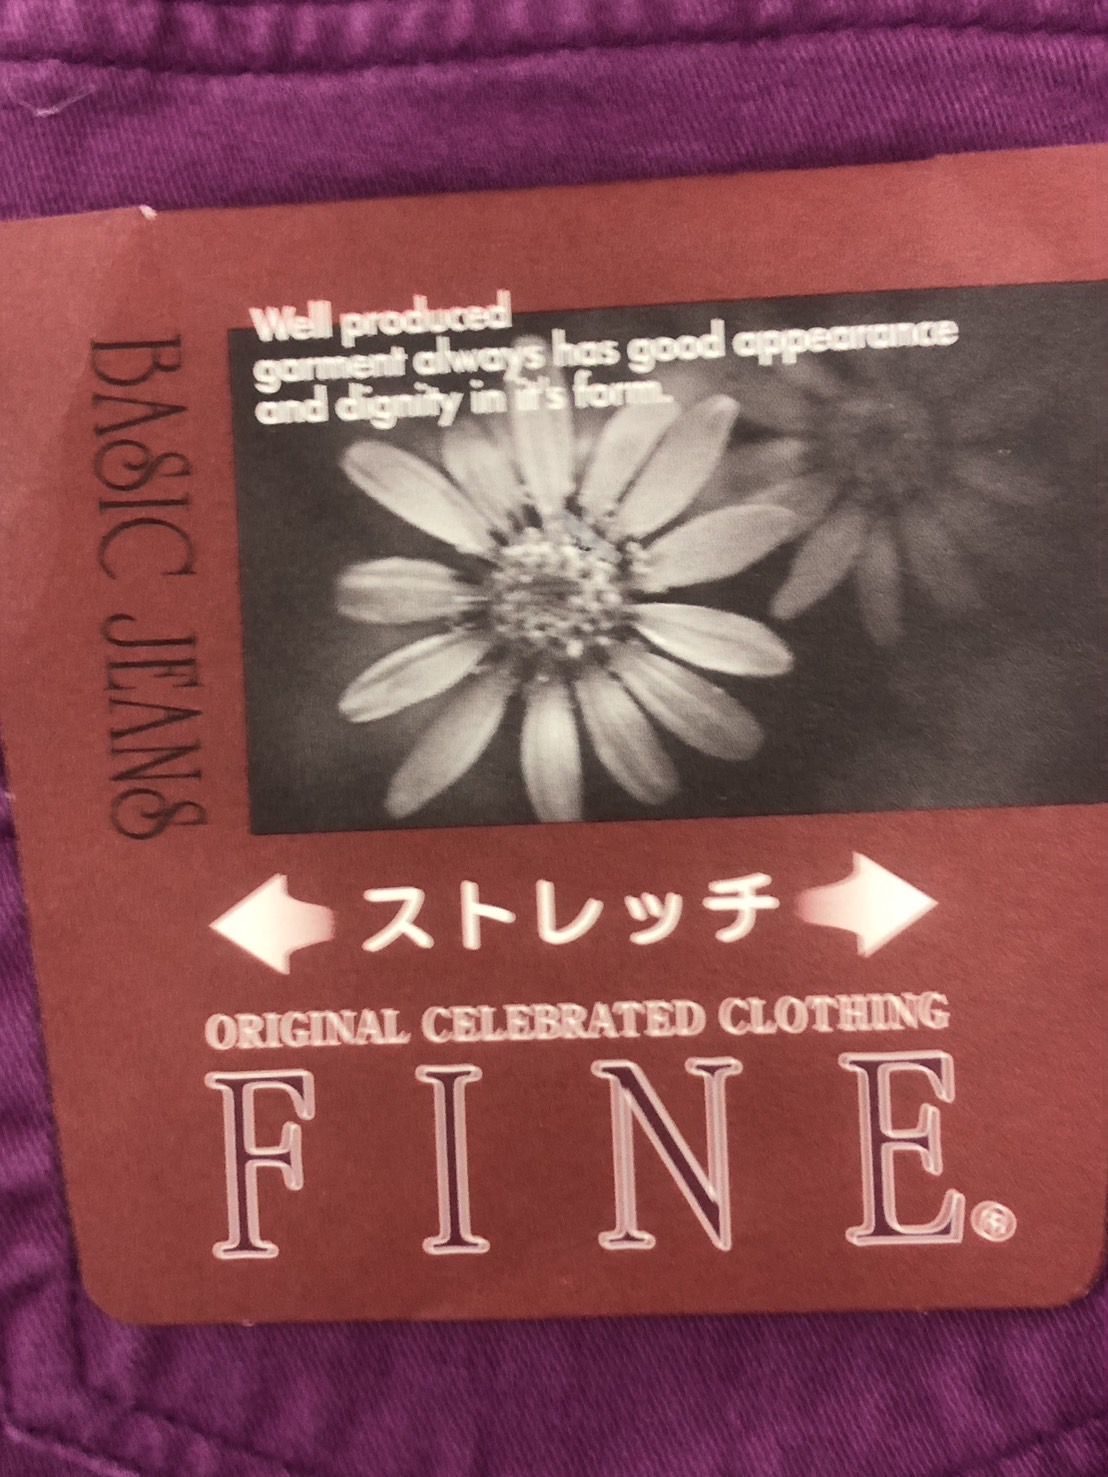 Well produced
garment always has good appearance
and dignity in it's form.
BASIC JEANS
ストレッチ
ORIGINAL CELEBRATED CLOTHING
FINE®